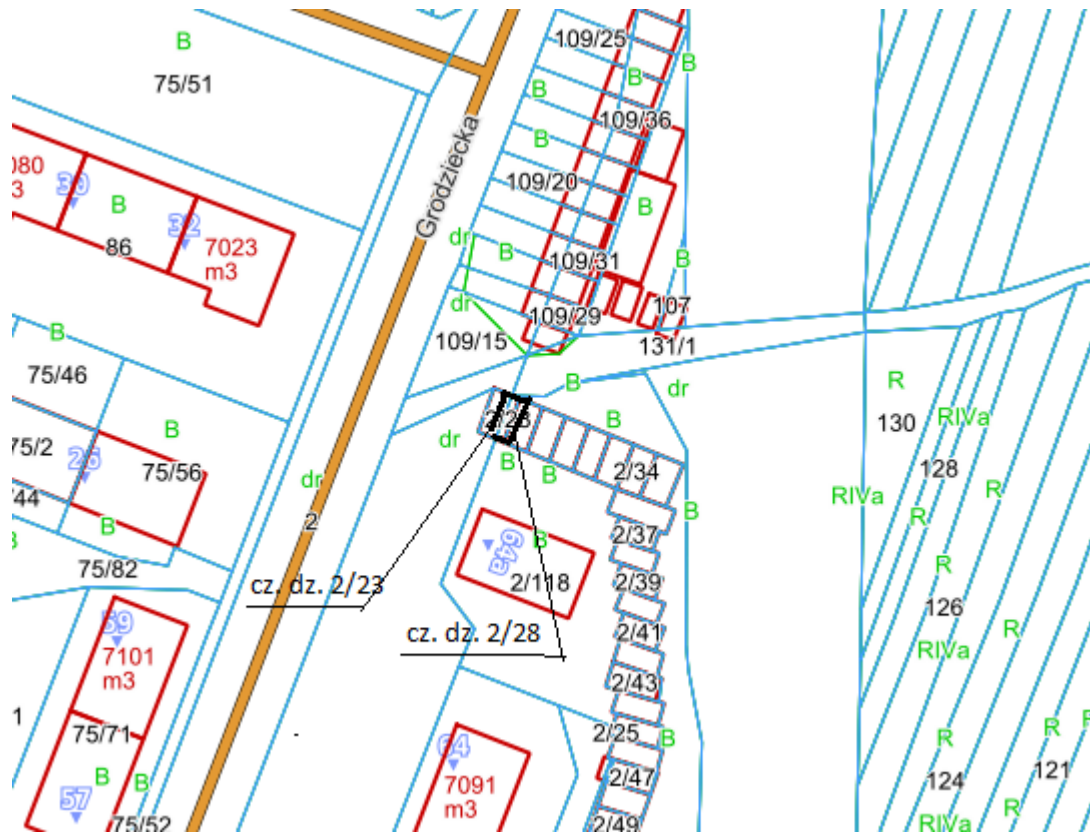 109/25
B
B
75/51
B
B
B
109/36
Grodziecka
B
080
3
30
B
109/20
32
B
dr
7023
m3
86
B
109/31
B
dr
107
109/29
B
109/15
131/1
75/46
B
dr
R
B
130
RIVa
dr
B
75/2
26
75/56
B
B
2/34
128
RIVa
R
/44
dr
B
R
2
B
B
64a
2/37
B
R
75/82
cz. dz. 2/23
2/118
2/39
126
59
cz. dz. 2/28
2/41
R
7101
m3
RIVa
2/43
1
75/71
64
2/25
B
R
R
B
B
7091
m3
2/47
124
121
57
R
75/52
2/49
RIVa